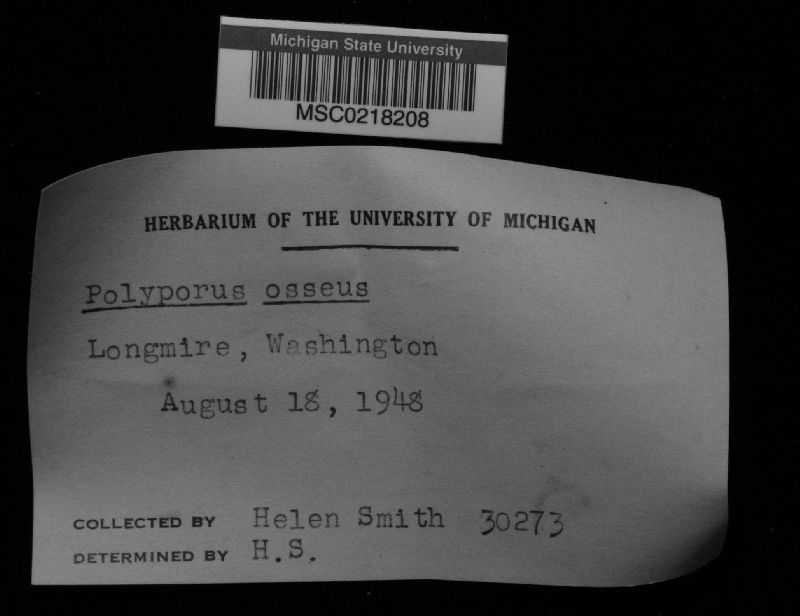 Michigan State University
MSC0218208
HERBARIUM OF THE UNIVERSITY OF MICHIGAN
Polyporus osseus
Longmire, Washington
August 18, 1948
COLLECTED BY Helen Smith 30273
DETERMINED BY H.S.